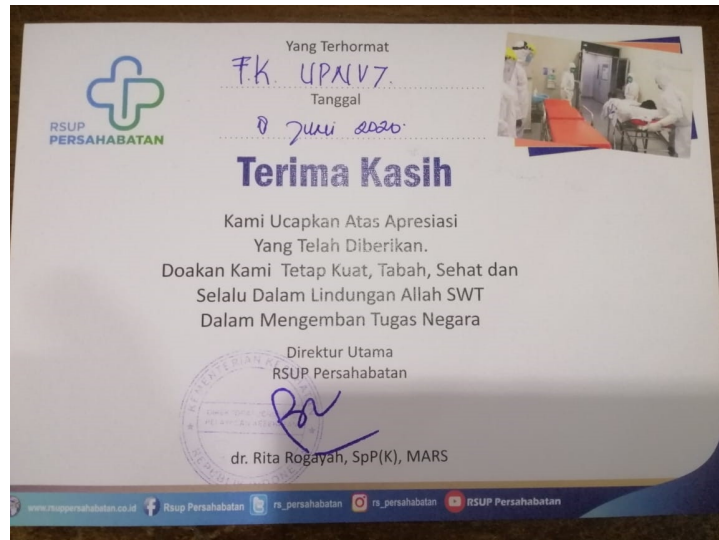 Yang Terhormat
F.K. UPNVJ.
Tanggal
8 Juni 2020.
RSUP
PERSAHABATAN
Terima Kasih
Kami Ucapkan Atas Apresiasi
Yang Telah Diberikan.
Doakan Kami Tetap Kuat, Tabah, Sehat dan
Selalu Dalam Lindungan Allah SWT
Dalam Mengemban Tugas Negara
Direktur Utama
RSUP Persahabatan
dr. Rita Rogayah, SpP(K), MARS
www.rsuppersahabatan.co.id Rsup Persahabatan rs_persahabatan rs_persahabatan RSUP Persahabatan